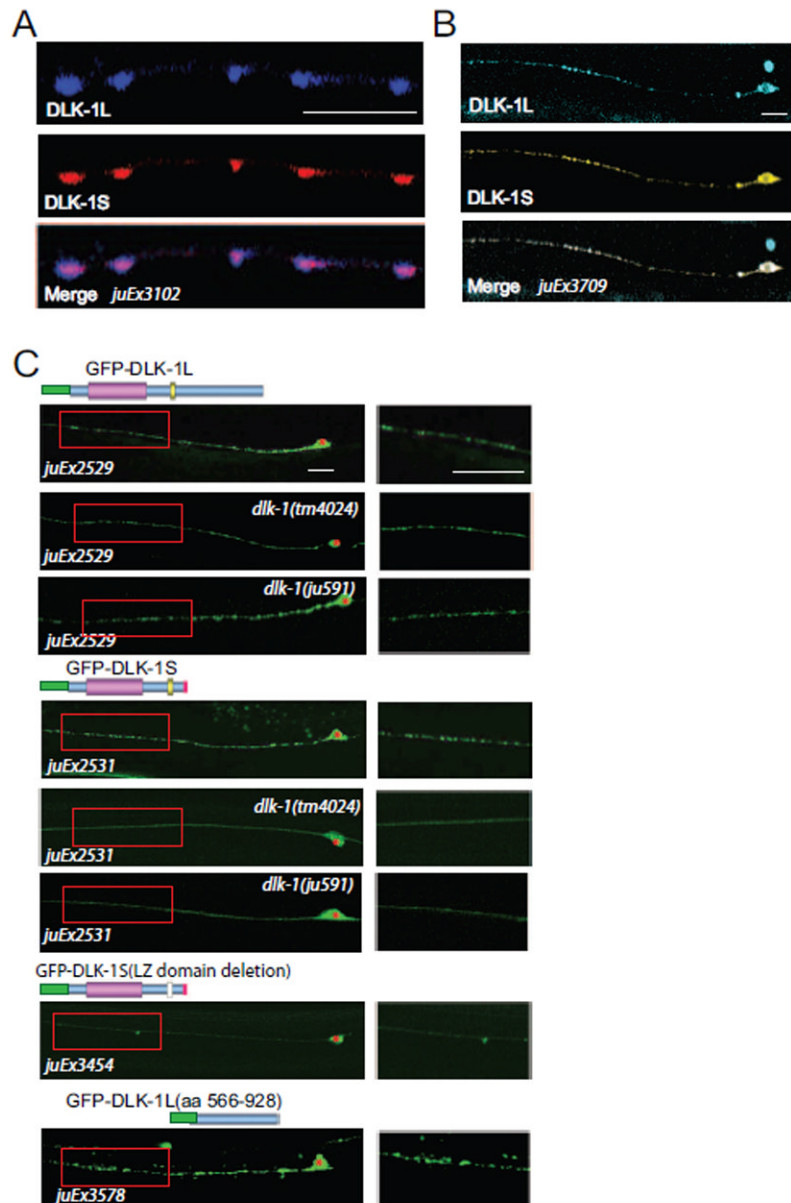 A
DLK-1L
DLK-1S
Merge juEx3102
B
DLK-1L
DLK-1S
Merge juEx3709
C
GFP-DLK-1L
juEx2529
dlk-1(tm4024)
juEx2529
dlk-1(ju591)
juEx2529
GFP-DLK-1S
juEx2531
dlk-1(tm4024)
juEx2531
dlk-1(ju591)
juEx2531
GFP-DLK-1S(LZ domain deletion)
juEx3454
GFP-DLK-1L(aa 566-928)
juEx3578